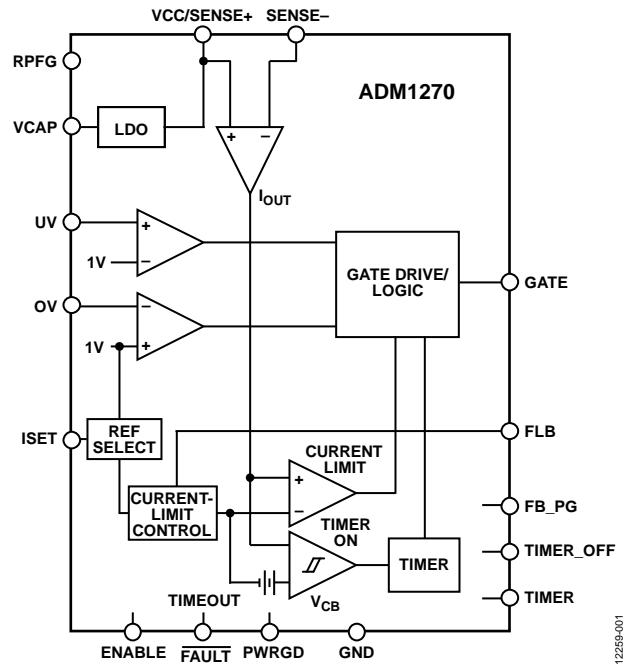 VCC/SENSE+ SENSE–
RPFG
ADM1270
VCAP
LDO
+ –
IOUT
UV
+
1V
–
GATE DRIVE/
LOGIC
GATE
OV
–
1V
+
ISET
REF
SELECT
FLB
CURRENT
LIMIT
CURRENT-
LIMIT
CONTROL
+
–
FB_PG
TIMER
ON
TIMER
TIMER_OFF
VCB
TIMEOUT
TIMER
ENABLE FAULT PWRGD GND
12259-001